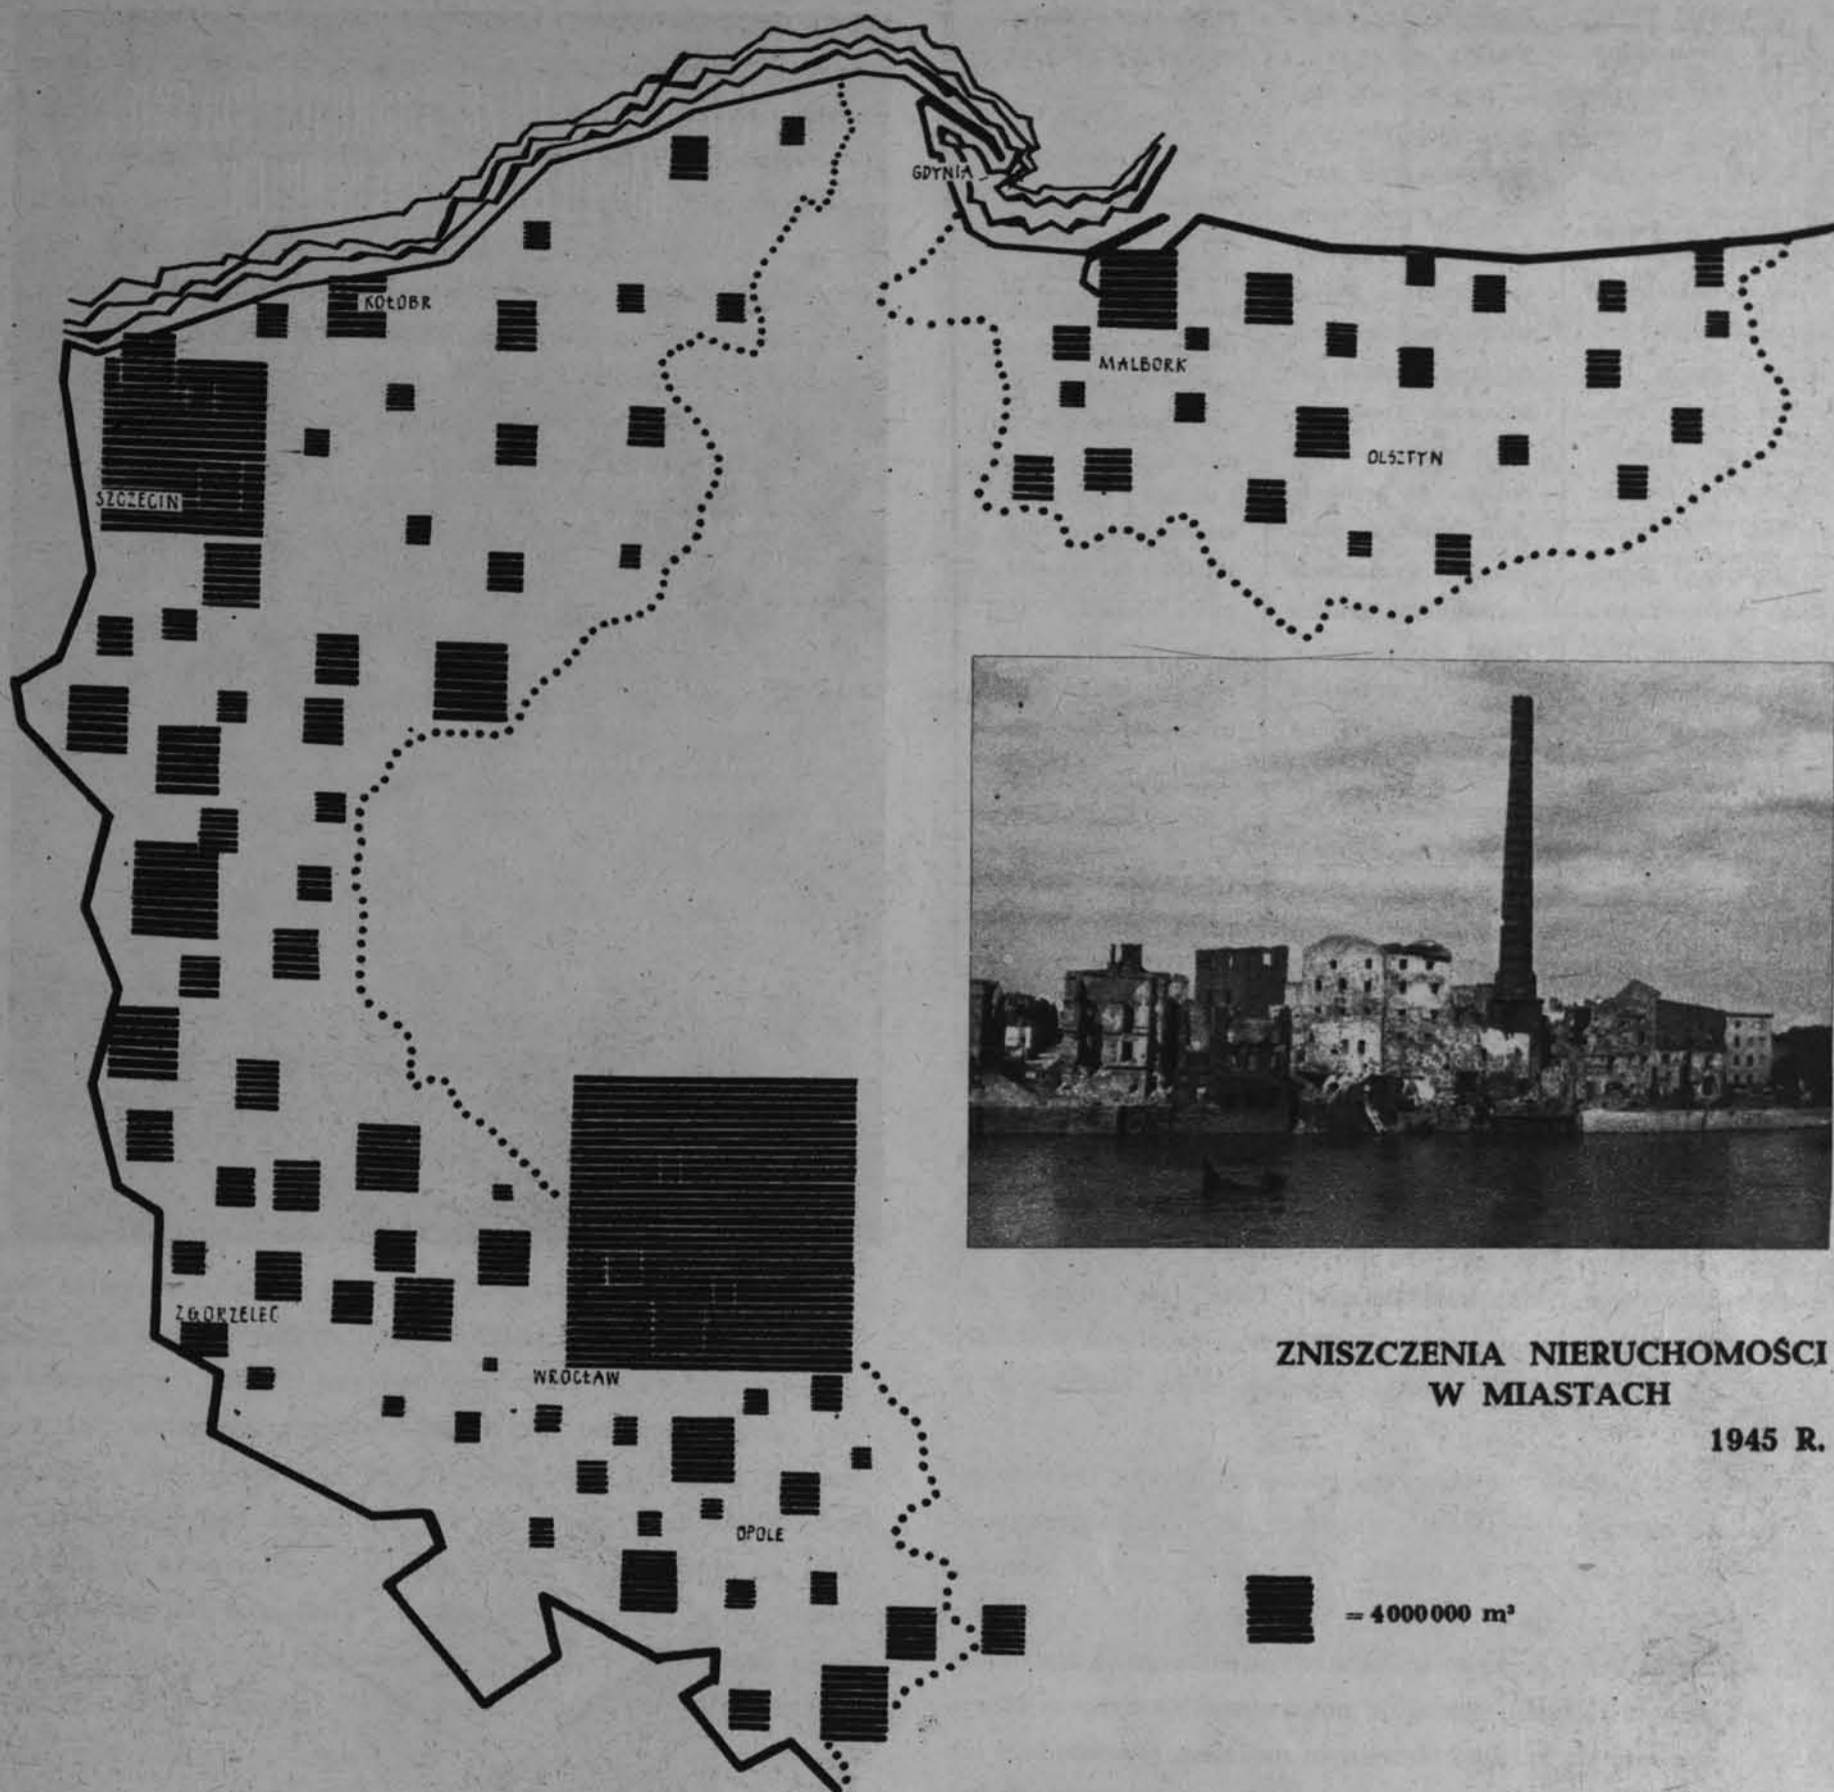 GDYNIA
KOŁOBR
MALBORK
OLSZTYN
SZCZECIN
ZGORZELEC
WROCŁAW
OPOLE
ZNISZCZENIA NIERUCHOMOŚCI
W MIASTACH
1945 R.
= 4000000 m³